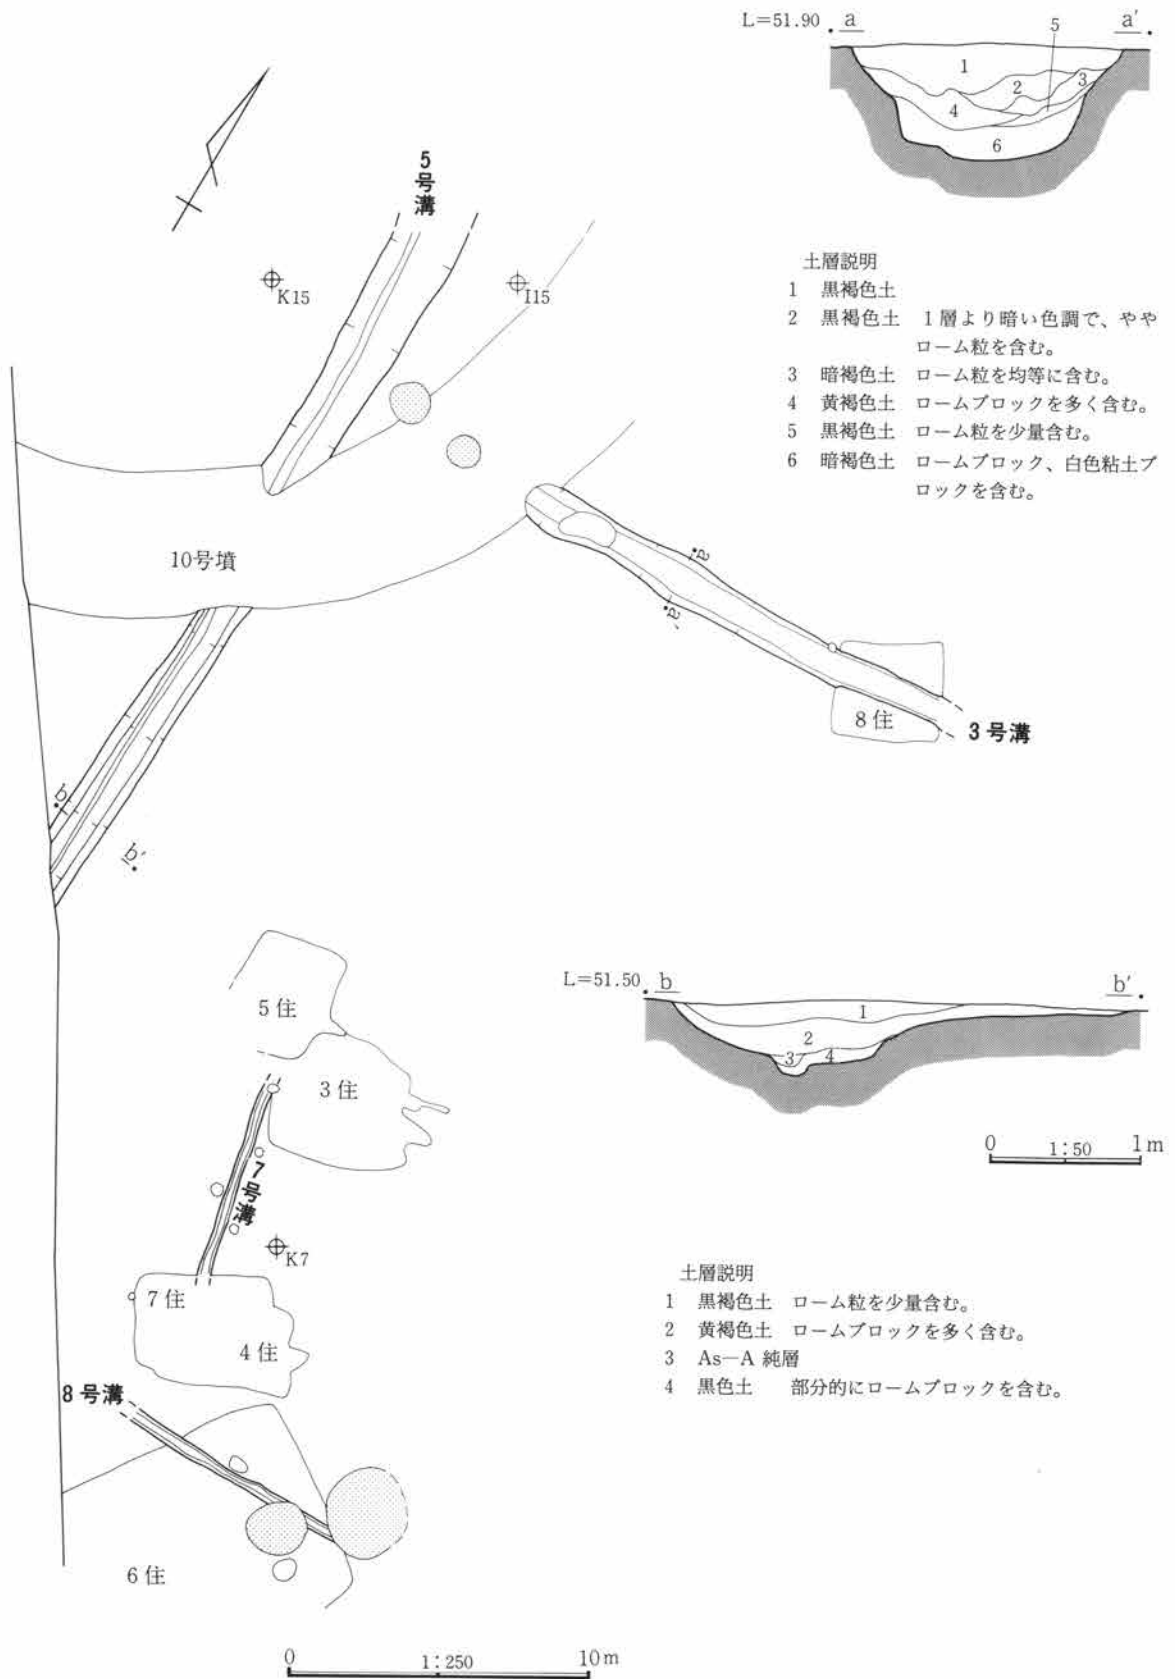 L=51.90 a a′
5
1
2
3
4
6
5号溝
K15
I15
土層説明
1 黒褐色土
2 黒褐色土 1層より暗い色調で、やや
ローム粒を含む。
3 暗褐色土 ローム粒を均等に含む。
4 黄褐色土 ロームブロックを多く含む。
5 黒褐色土 ローム粒を少量含む。
6 暗褐色土 ロームブロック、白色粘土ブ
ロックを含む。
10号墳
a
a′
8住
3号溝
b
b′
L=51.50 b b′
1
2
3
4
0 1:50 1m
5住
3住
7号溝
K7
7住
4住
8号溝
6住
土層説明
1 黒褐色土 ローム粒を少量含む。
2 黄褐色土 ロームブロックを多く含む。
3 As—A 純層
4 黒色土 部分的にロームブロックを含む。
0 1:250 10m